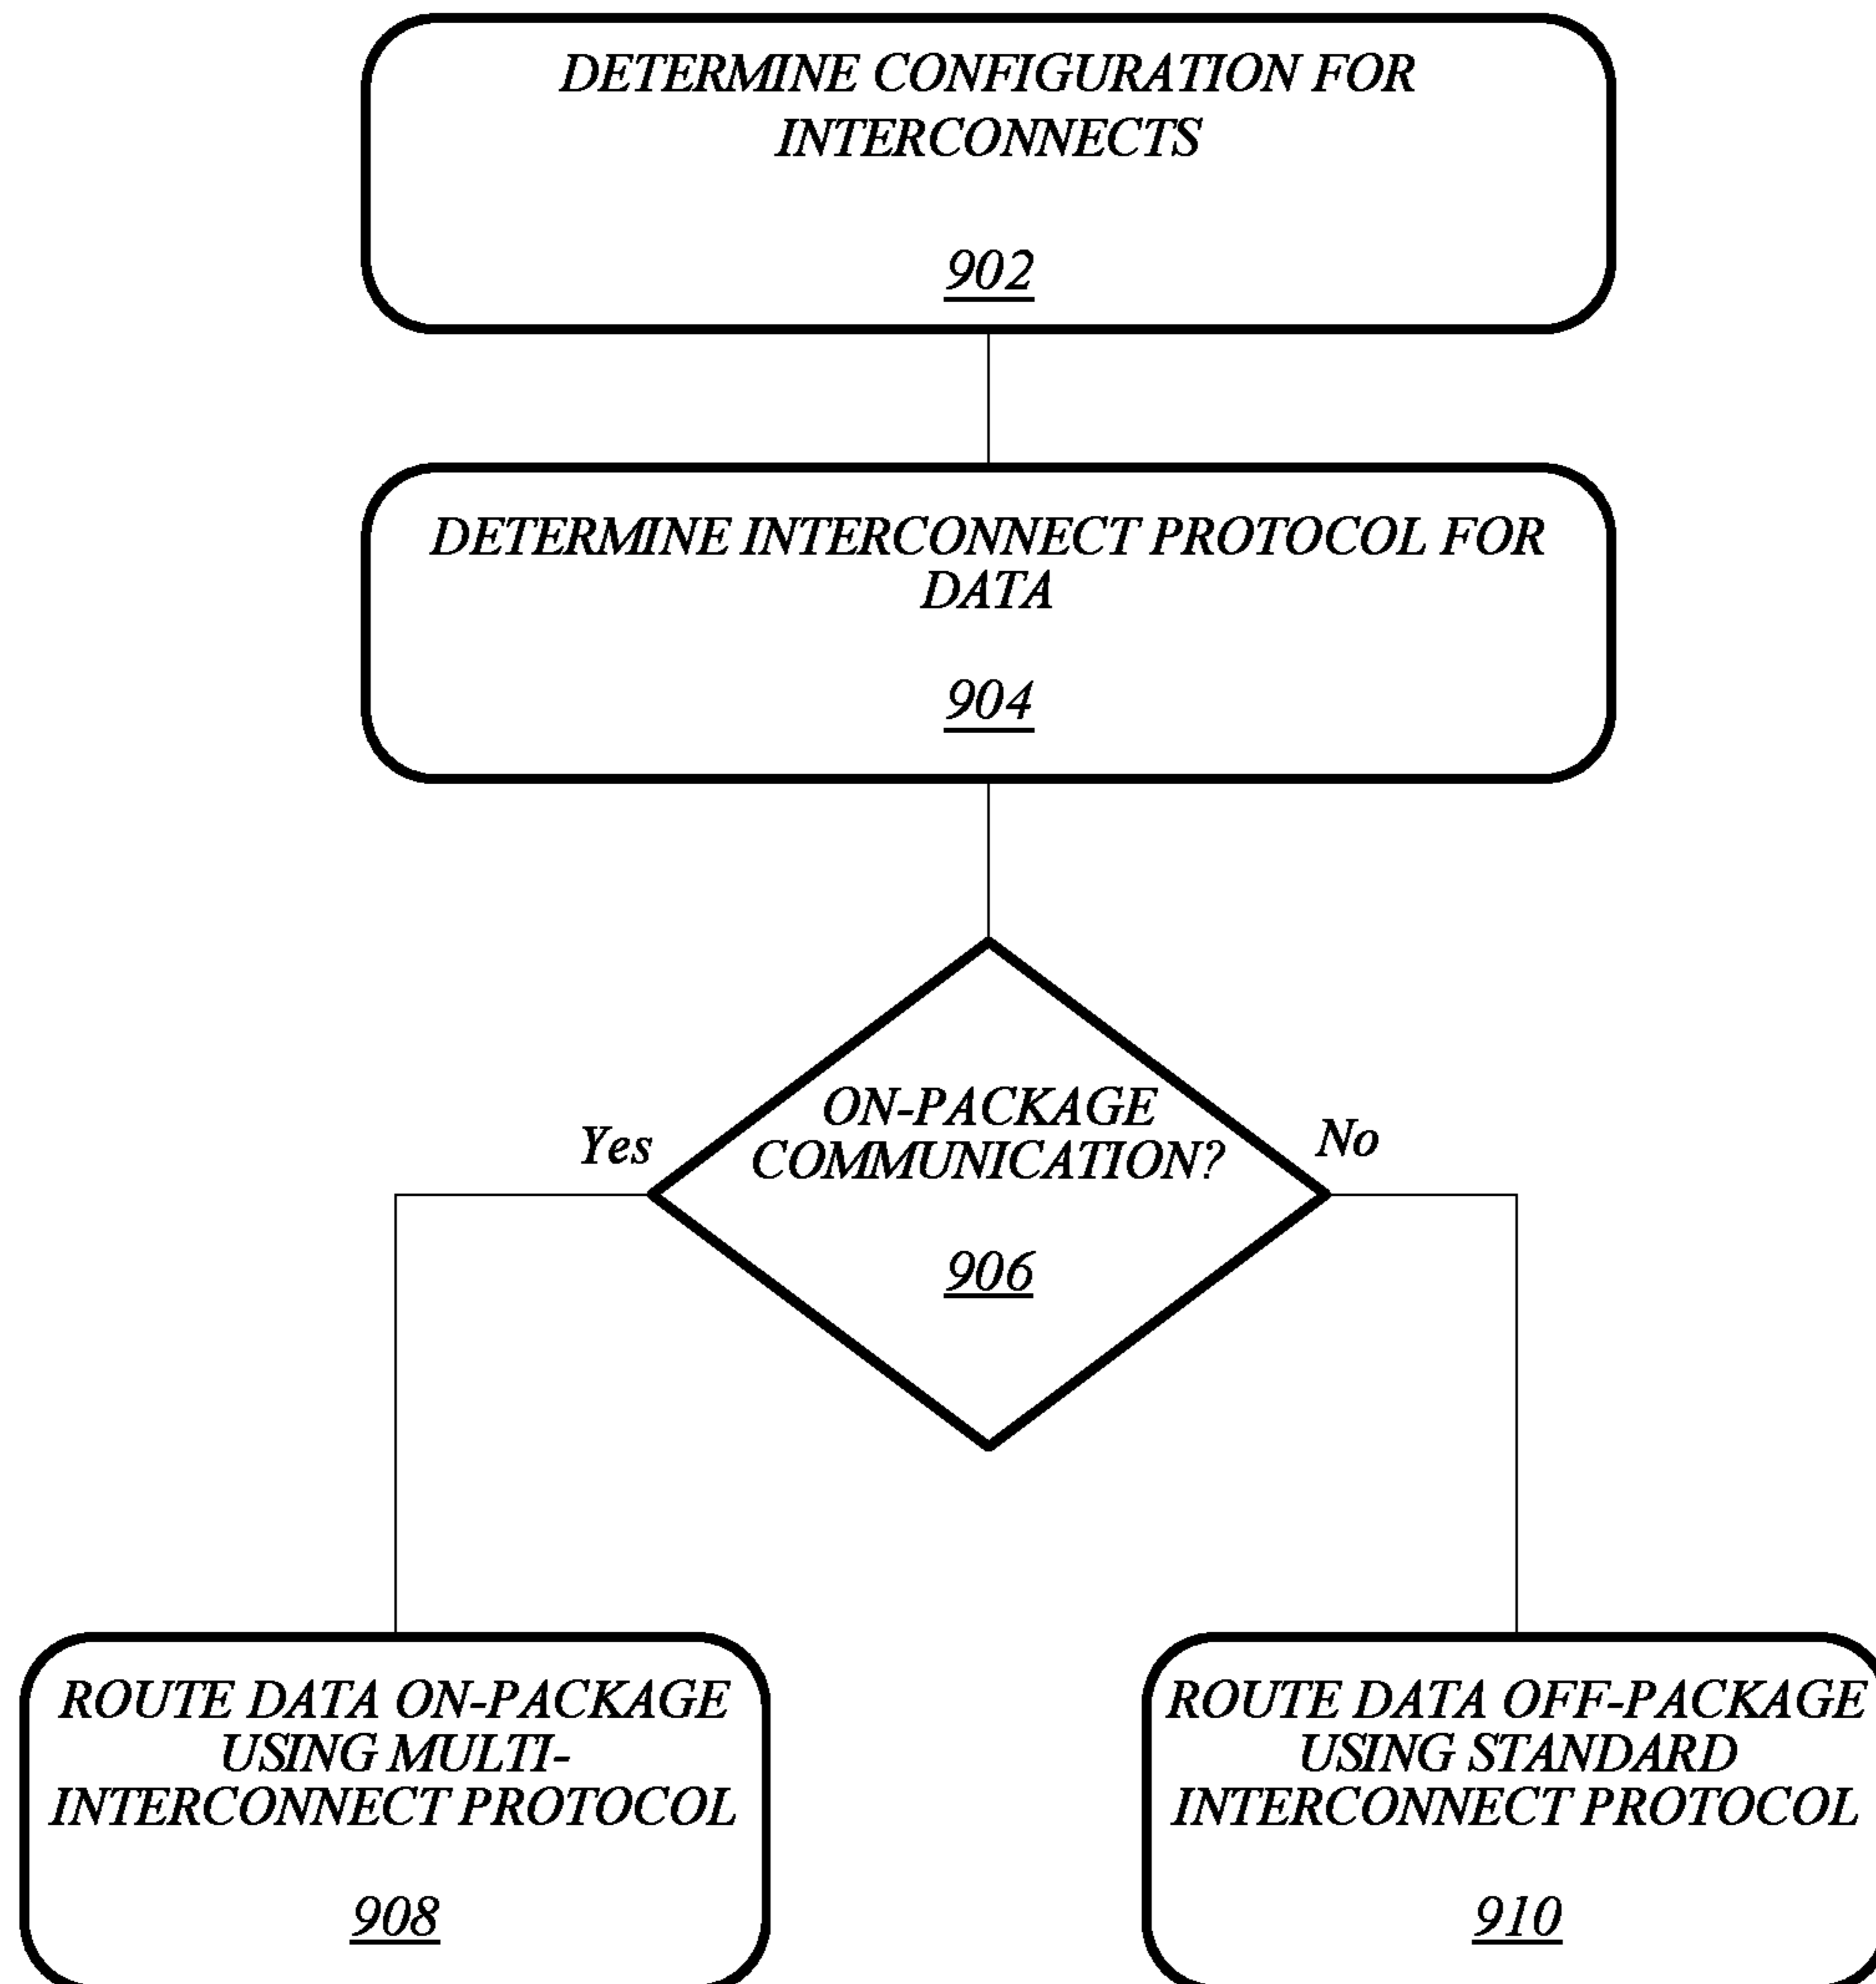 DETERMINE CONFIGURATION FOR
INTERCONNECTS
902
DETERMINE INTERCONNECT PROTOCOL FOR
DATA
904
ON-PACKAGE
COMMUNICATION?
906
Yes
No
ROUTE DATA ON-PACKAGE
USING MULTI-
INTERCONNECT PROTOCOL
908
ROUTE DATA OFF-PACKAGE
USING STANDARD
INTERCONNECT PROTOCOL
910